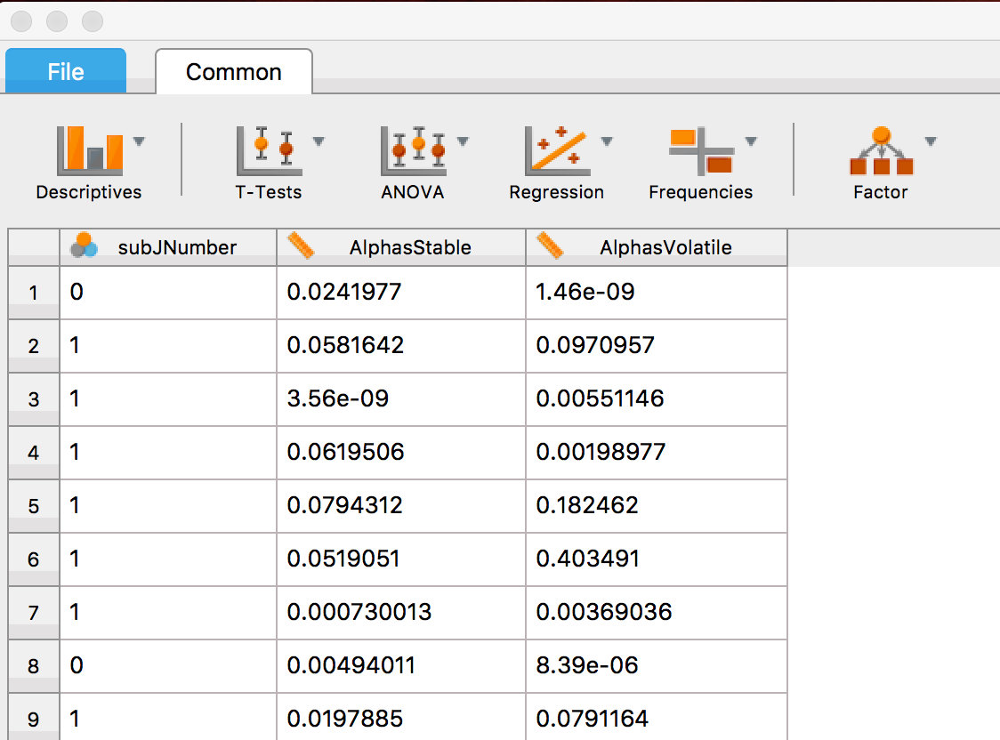 File Common
Descriptives T-Tests ANOVA Regression Frequencies Factor
subJNumber AlphasStable AlphasVolatile
1 0 0.0241977 1.46e-09
2 1 0.0581642 0.0970957
3 1 3.56e-09 0.00551146
4 1 0.0619506 0.00198977
5 1 0.0794312 0.182462
6 1 0.0519051 0.403491
7 1 0.000730013 0.00369036
8 0 0.00494011 8.39e-06
9 1 0.0197885 0.0791164